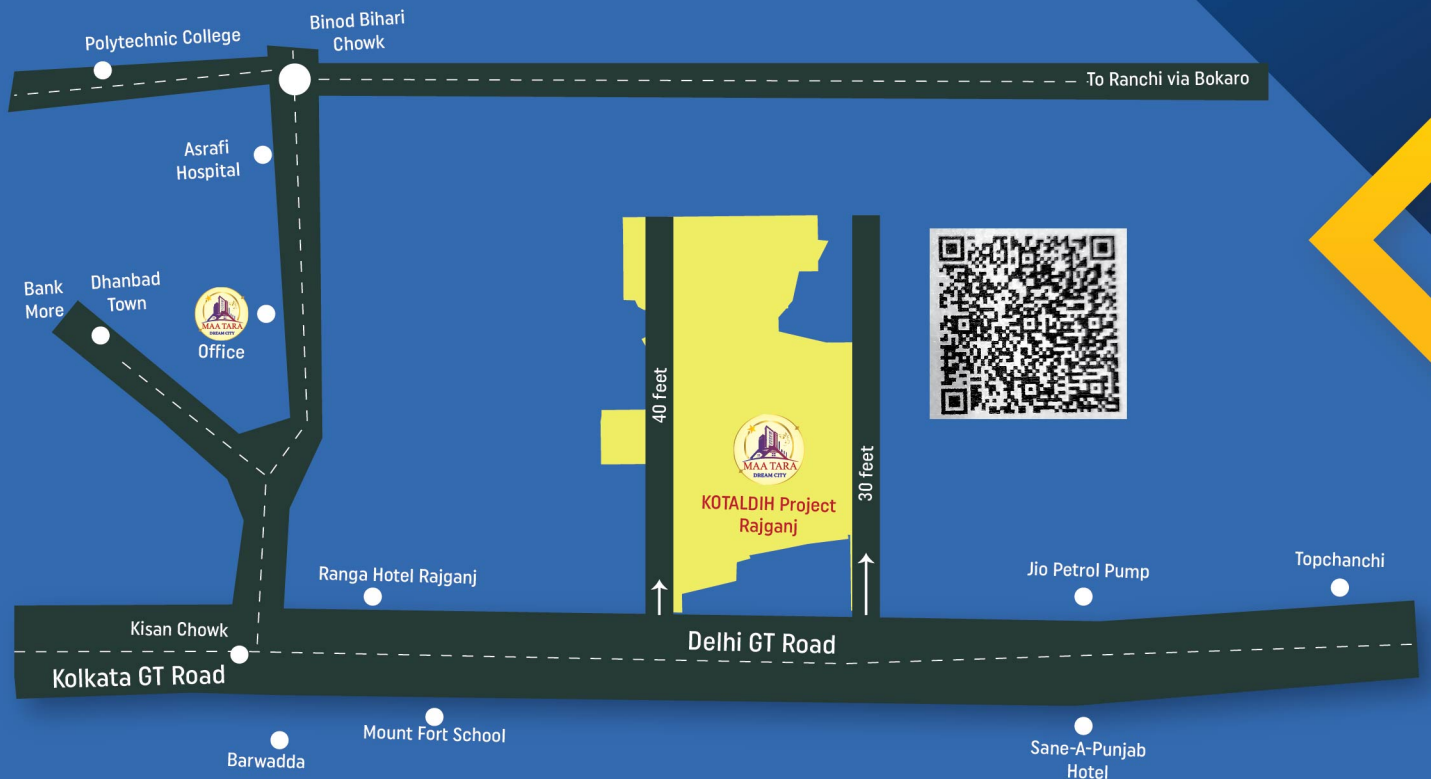 Binod Bihari
Chowk
Polytechnic College
To Ranchi via Bokaro
Asrafi
Hospital
Bank
More
Dhanbad
Town
MAA TARA
DREAM CITY
Office
40 feet
30 feet
MAA TARA
DREAM CITY
KOTALDIH Project
Rajganj
Ranga Hotel Rajganj
Jio Petrol Pump
Topchanchi
Kisan Chowk
Delhi GT Road
Kolkata GT Road
Mount Fort School
Barwadda
Sane-A-Punjab
Hotel